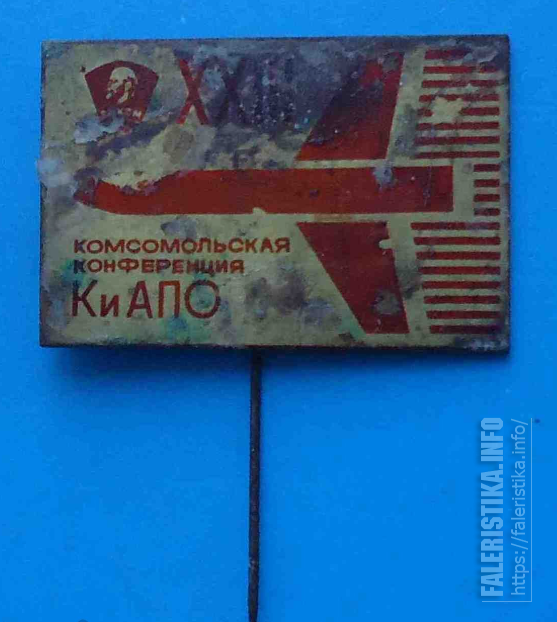 КОМСОМОЛЬСКАЯ
КОНФЕРЕНЦИЯ
КиАПО
FALERISTIKA.INFO
https://faleristika.info/